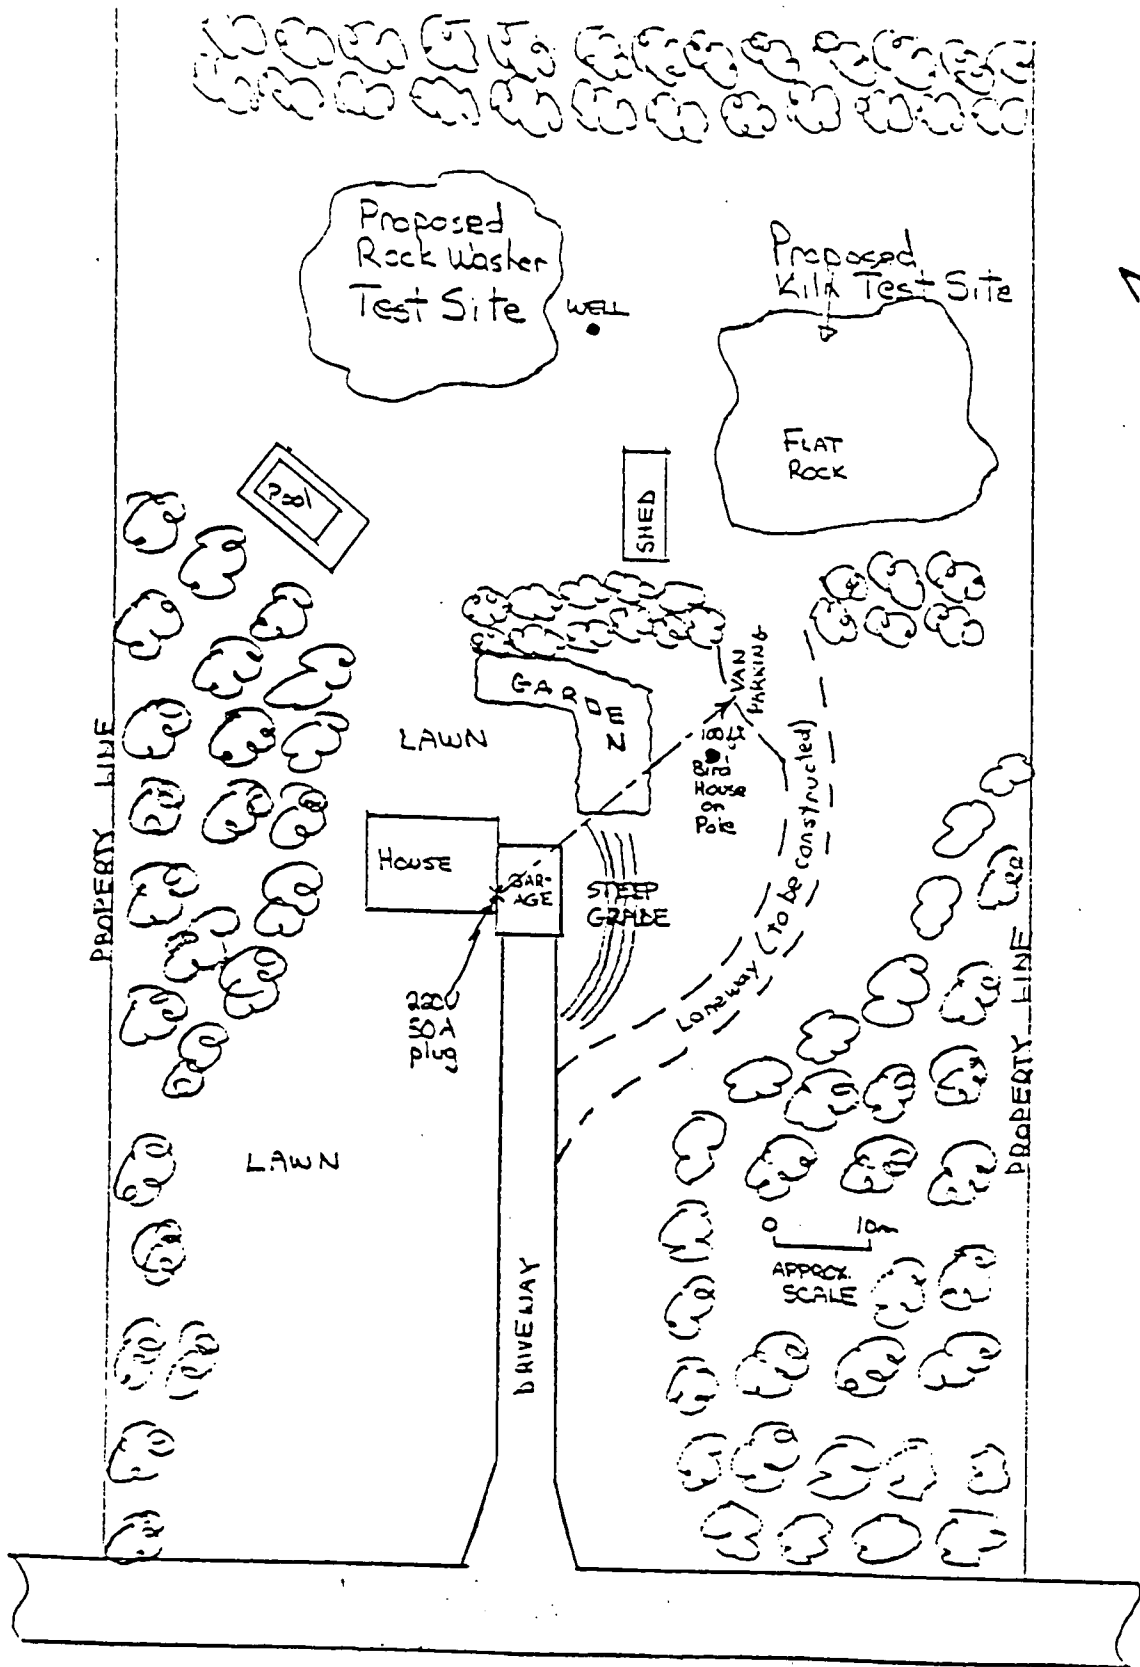 Proposed
Rock Washer
Test Site
WELL
Proposed
Kiln Test Site
FLAT
ROCK
Pool
SHED
GARDEN
VAN
PARKING
100ft
Bird
House
on
Pole
LAWN
PROPERTY LINE
HOUSE
GAR-
AGE
STEEP
GRADE
Laneway (to be constructed)
220V
50A
plug
PROPERTY LINE
LAWN
0 10m
APPROX.
SCALE
DRIVEWAY